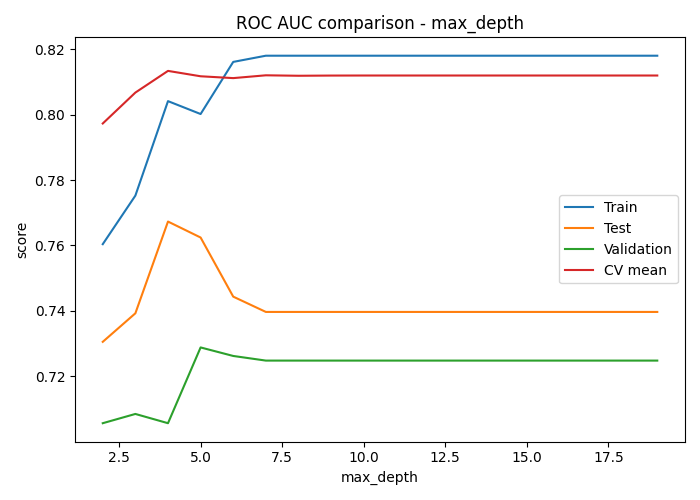 ROC AUC comparison - max_depth
score
0.82
0.80
0.78
0.76
0.74
0.72
Train
Test
Validation
CV mean
2.5 5.0 7.5 10.0 12.5 15.0 17.5
max_depth